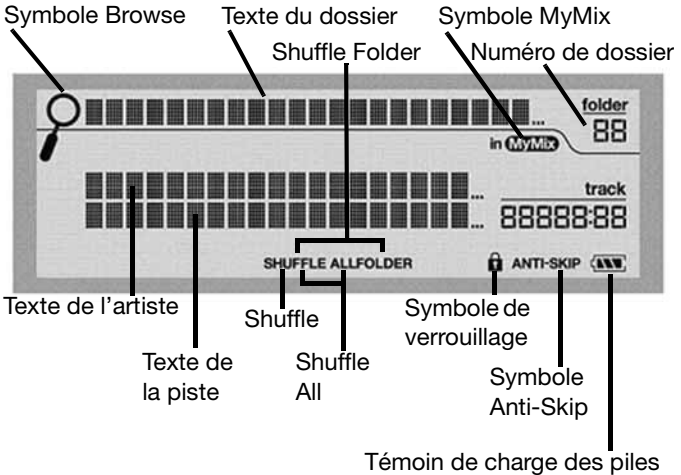 Symbole Browse
Texte du dossier
Symbole MyMix
Shuffle Folder
Numéro de dossier
folder
88
in MyMix
...
...
track
...
88888:88
SHUFFLE ALLFOLDER
ANTI-SKIP
Texte de l'artiste
Shuffle
Symbole de
verrouillage
Texte de
la piste
Shuffle
All
Symbole
Anti-Skip
Témoin de charge des piles